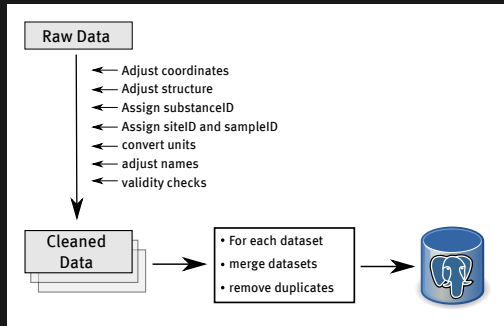 Raw Data
Adjust coordinates
Adjust structure
Assign substanceID
Assign siteID and sampleID
convert units
adjust names
validity checks
Cleaned
Data
• For each dataset
• merge datasets
• remove duplicates